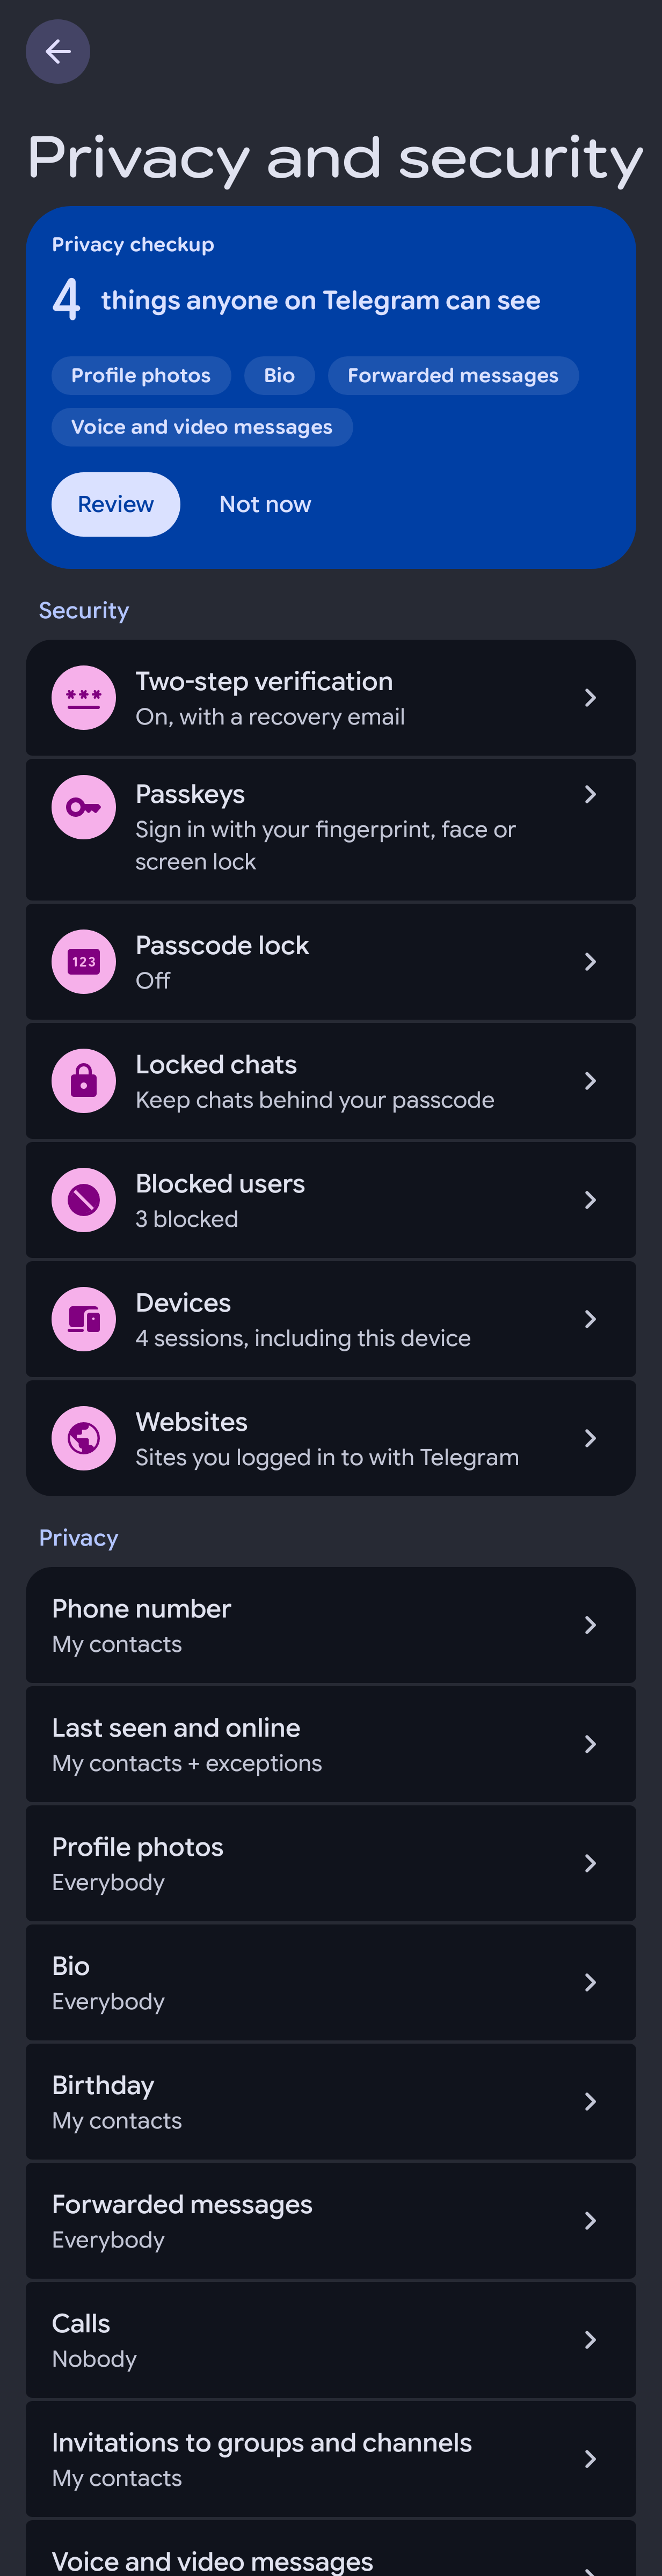 Privacy and security
Privacy checkup
4 things anyone on Telegram can see
Profile photos Bio Forwarded messages
Voice and video messages
Review Not now
Security
Two-step verification
On, with a recovery email
Passkeys
Sign in with your fingerprint, face or
screen lock
123
Passcode lock
Off
Locked chats
Keep chats behind your passcode
Blocked users
3 blocked
Devices
4 sessions, including this device
Websites
Sites you logged in to with Telegram
Privacy
Phone number
My contacts
Last seen and online
My contacts + exceptions
Profile photos
Everybody
Bio
Everybody
Birthday
My contacts
Forwarded messages
Everybody
Calls
Nobody
Invitations to groups and channels
My contacts
Voice and video messages